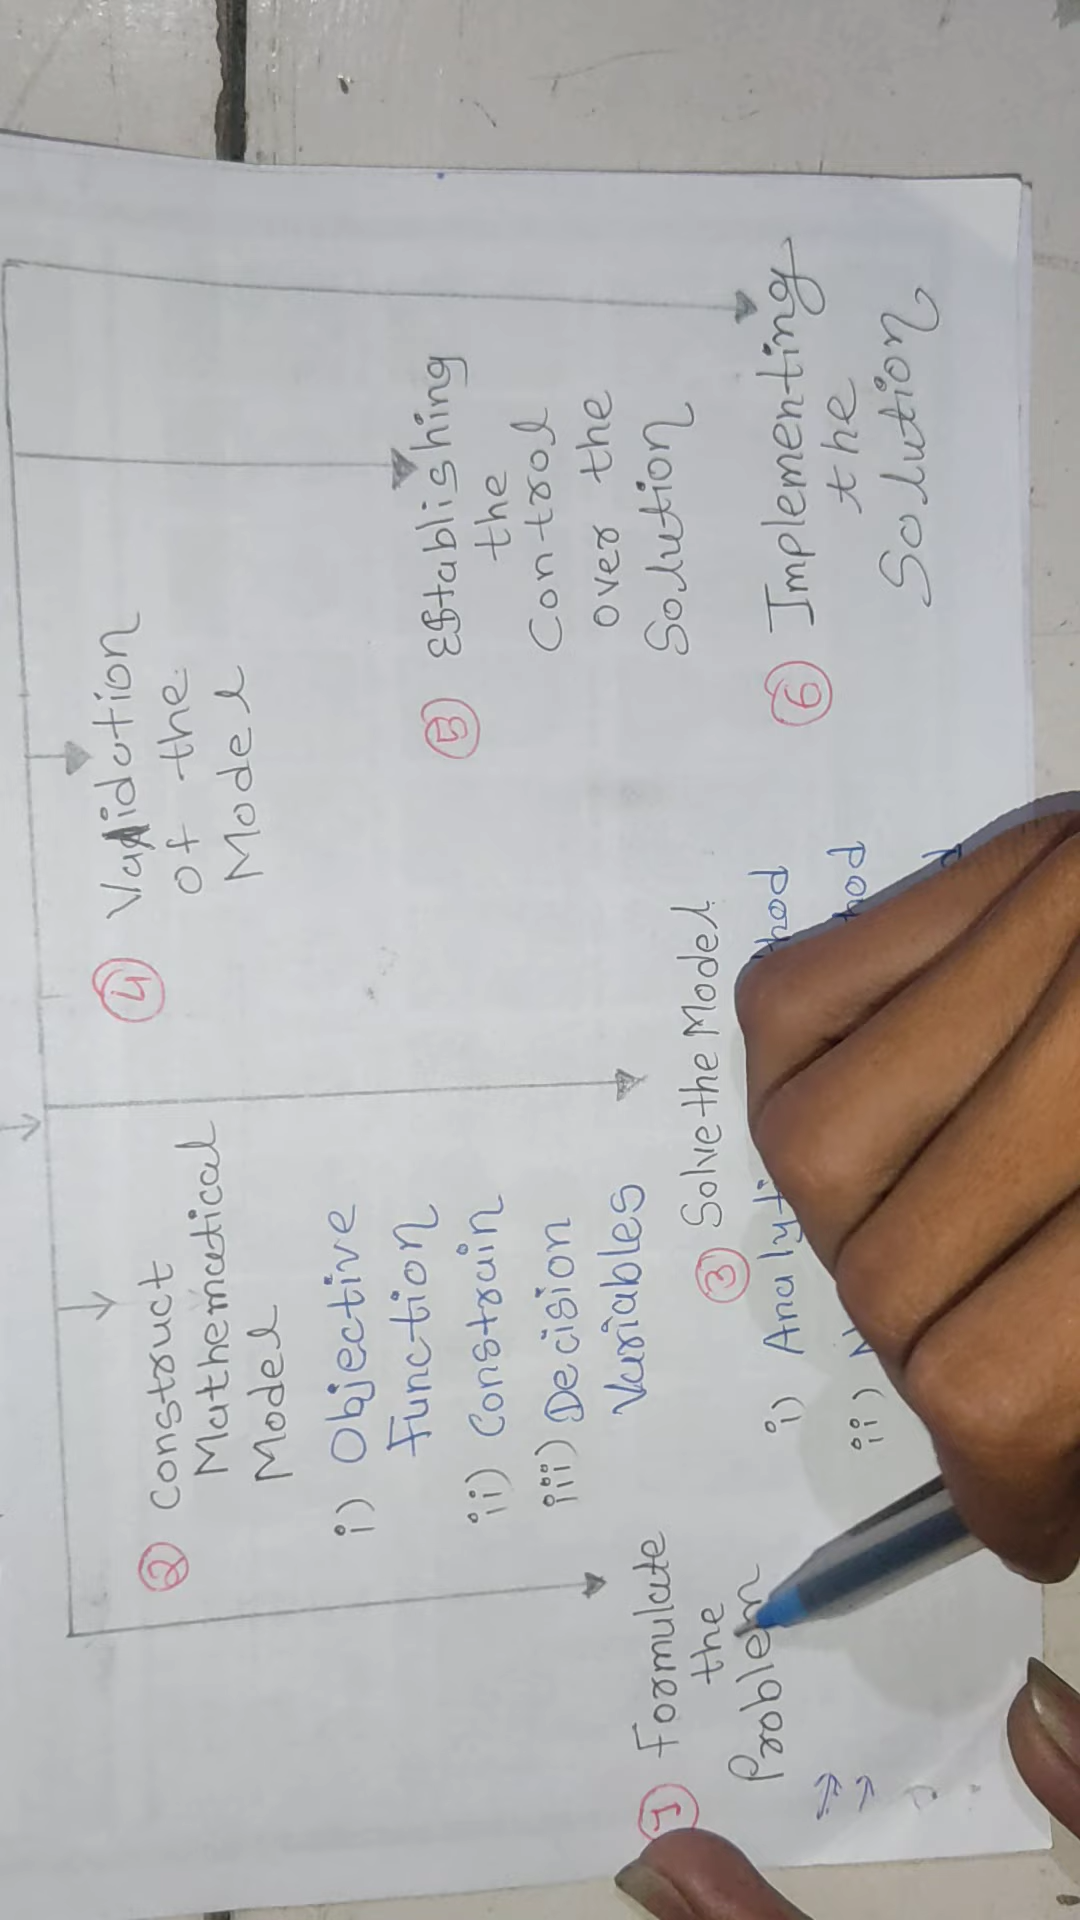 ① Formulate
the
Problem
② Construct
Mathematical
Model
i) Objective
Function
ii) Constrain
iii) Decision
Variables
③ Solve the Model
i)
ii)
④ Validation
of the
Model
⑤ Establishing
the
Control
over the
Solution
⑥ Implementing
the
Solution